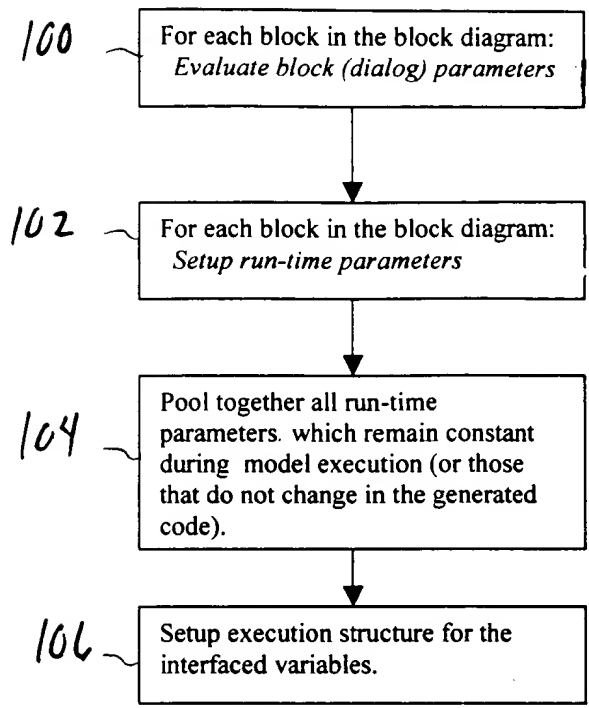 100
For each block in the block diagram:
Evaluate block (dialog) parameters
102
For each block in the block diagram:
Setup run-time parameters
104
Pool together all run-time
parameters. which remain constant
during model execution (or those
that do not change in the generated
code).
106
Setup execution structure for the
interfaced variables.